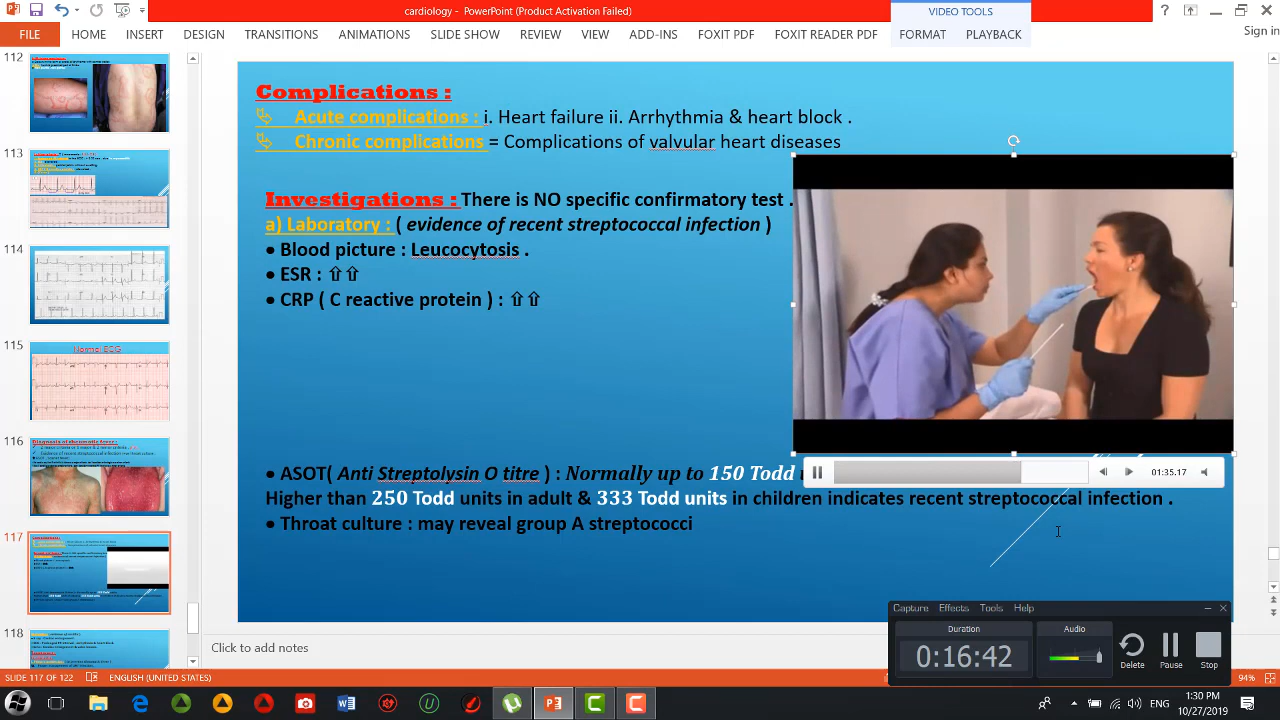 cardiology - PowerPoint (Product Activation Failed)
VIDEO TOOLS
FILE HOME INSERT DESIGN TRANSITIONS ANIMATIONS SLIDE SHOW REVIEW VIEW ADD-INS FOXIT PDF FOXIT READER PDF FORMAT PLAYBACK
Sign in
112
113
114
115
Normal ECG
116
Diagnosis of rheumatic fever :
117
118
Complications :
Acute complications : i. Heart failure ii. Arrhythmia & heart block .
Chronic complications = Complications of valvular heart diseases
Investigations : There is NO specific confirmatory test .
a) Laboratory : ( evidence of recent streptococcal infection )
• Blood picture : Leucocytosis .
• ESR : ⇧⇧
• CRP ( C reactive protein ) : ⇧⇧
• ASOT( Anti Streptolysin O titre ) : Normally up to 150 Todd
Higher than 250 Todd units in adult & 333 Todd units in children indicates recent streptococcal infection .
• Throat culture : may reveal group A streptococci
01:35.17
Click to add notes
Capture Effects Tools Help
Duration
0:16:42
Audio
Delete Pause Stop
SLIDE 117 OF 122 ENGLISH (UNITED STATES)
94%
1:30 PM
10/27/2019